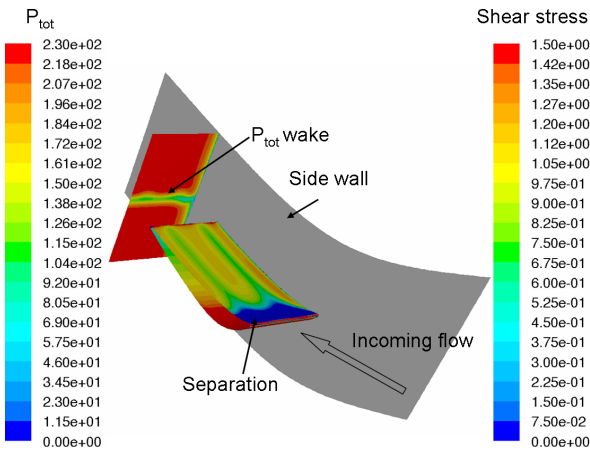 P_tot
Shear stress
2.30e+02
2.18e+02
2.07e+02
1.96e+02
1.84e+02
1.72e+02
1.61e+02
1.50e+02
1.38e+02
1.26e+02
1.15e+02
1.04e+02
9.20e+01
8.05e+01
6.90e+01
5.75e+01
4.60e+01
3.45e+01
2.30e+01
1.15e+01
0.00e+00
P_tot wake
Side wall
Incoming flow
Separation
1.50e+00
1.42e+00
1.35e+00
1.27e+00
1.20e+00
1.12e+00
1.05e+00
9.75e-01
9.00e-01
8.25e-01
7.50e-01
6.75e-01
6.00e-01
5.25e-01
4.50e-01
3.75e-01
3.00e-01
2.25e-01
1.50e-01
7.50e-02
0.00e+00